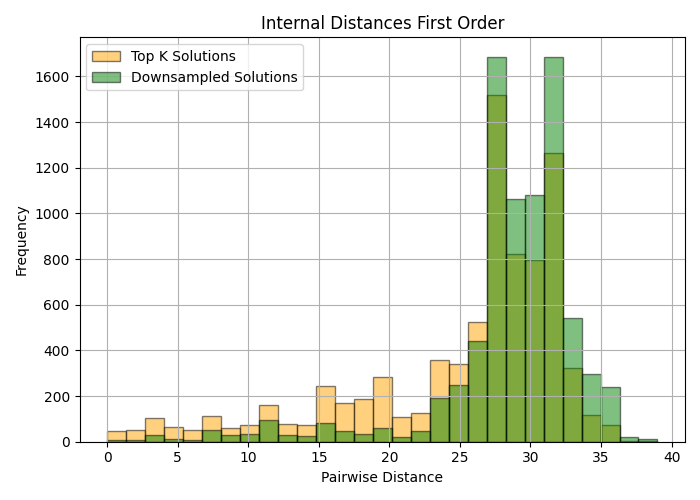 Internal Distances First Order
Top K Solutions
Downsampled Solutions
Frequency
1600
1400
1200
1000
800
600
400
200
0
0 5 10 15 20 25 30 35 40
Pairwise Distance